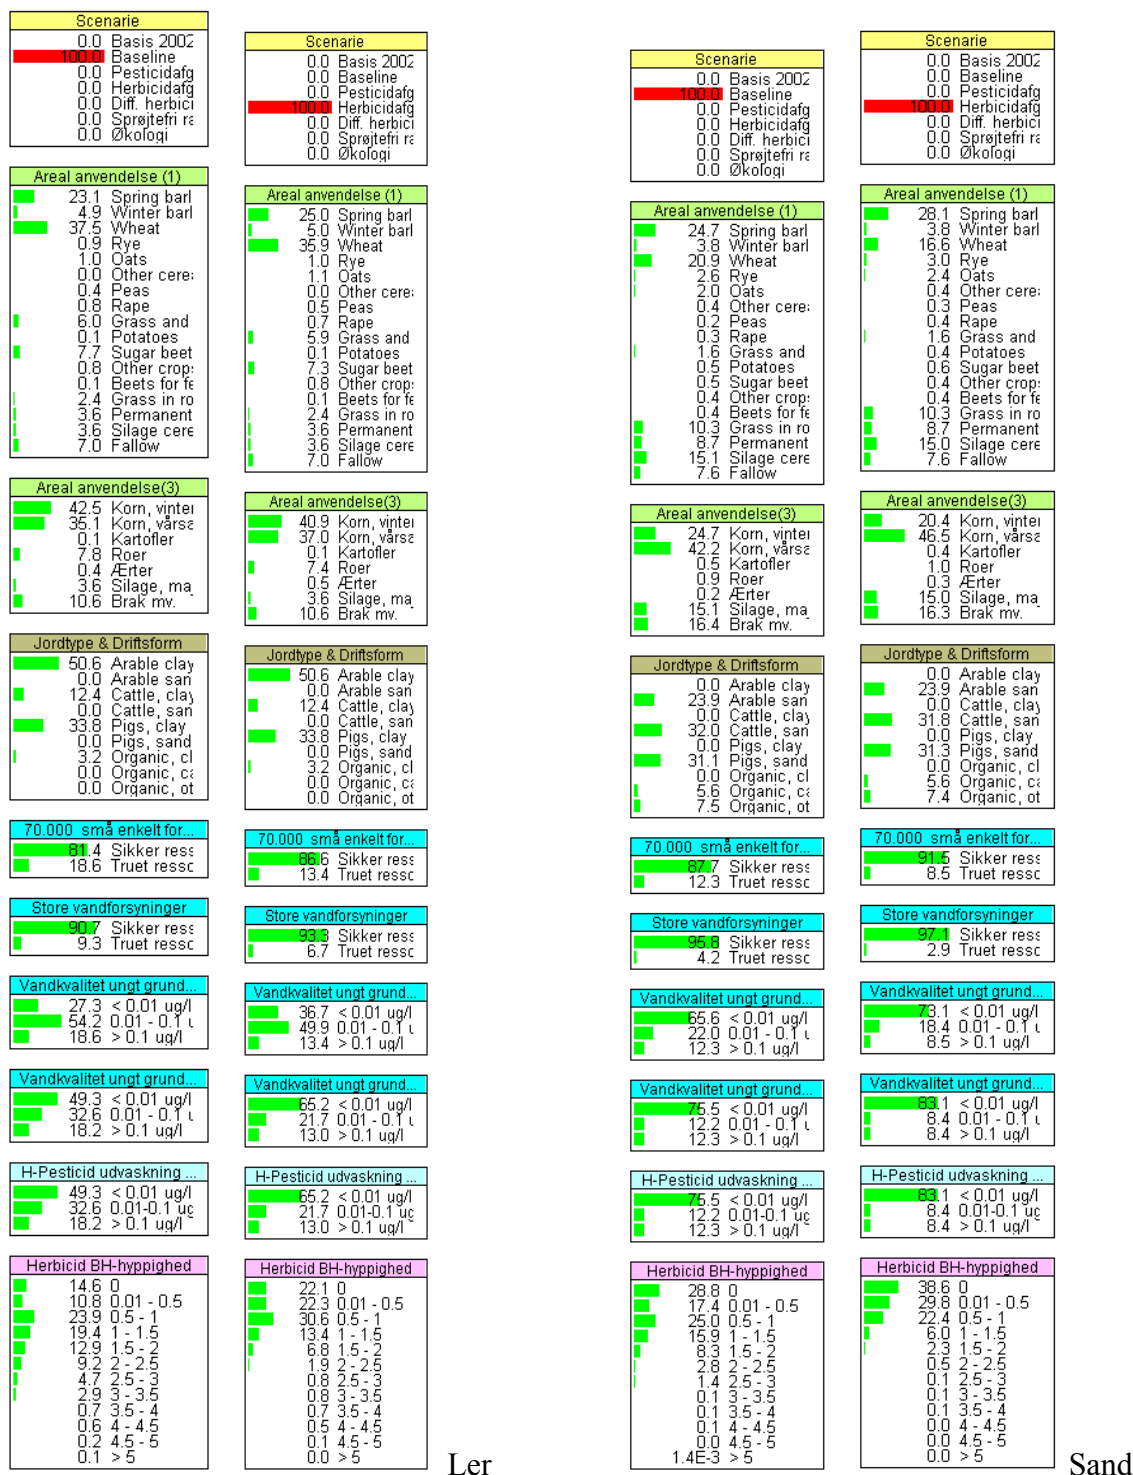 Scenarie
0.0 Basis 2002
100.0 Baseline
0.0 Pesticidafg
0.0 Herbicidafg
0.0 Diff. herbici
0.0 Sprøjtefri ra
0.0 Økologi
Areal anvendelse (1)
23.1 Spring barl
4.9 Winter barl
37.5 Wheat
0.9 Rye
1.0 Oats
0.0 Other cere
0.4 Peas
0.8 Rape
6.0 Grass and
0.1 Potatoes
7.7 Sugar beet
0.8 Other crop
0.1 Beets for fe
2.4 Grass in ro
3.6 Permanent
3.6 Silage cere
7.0 Fallow
Areal anvendelse(3)
42.5 Korn, vinter
35.1 Korn, vårsa
0.1 Kartofler
7.8 Roer
0.4 Ærter
3.6 Silage, ma
10.6 Brak mv.
Jordtype & Driftsform
50.6 Arable clay
0.0 Arable san
12.4 Cattle, clay
0.0 Cattle, san
33.8 Pigs, clay
0.0 Pigs, sand
3.2 Organic, cl
0.0 Organic, ca
0.0 Organic, ot
70.000 små enkelt for...
81.4 Sikker ress
18.6 Truet ressc
Store vandforsyninger
90.7 Sikker ress
9.3 Truet ressc
Vandkvalitet ungt grund...
27.3 < 0.01 ug/l
54.2 0.01 - 0.1 u
18.6 > 0.1 ug/l
Vandkvalitet ungt grund...
49.3 < 0.01 ug/l
32.6 0.01 - 0.1 u
18.2 > 0.1 ug/l
H-Pesticid udvaskning ...
49.3 < 0.01 ug/l
32.6 0.01-0.1 ug
18.2 > 0.1 ug/l
Herbicid BH-hyppighed
14.6 0
10.8 0.01 - 0.5
23.9 0.5 - 1
19.4 1 - 1.5
12.9 1.5 - 2
9.2 2 - 2.5
4.7 2.5 - 3
2.9 3 - 3.5
0.7 3.5 - 4
0.6 4 - 4.5
0.2 4.5 - 5
0.1 > 5
Scenarie
0.0 Basis 2002
0.0 Baseline
0.0 Pesticidafg
100.0 Herbicidafg
0.0 Diff. herbici
0.0 Sprøjtefri ra
0.0 Økologi
Areal anvendelse (1)
25.0 Spring barl
5.0 Winter barl
35.9 Wheat
1.0 Rye
1.1 Oats
0.0 Other cere
0.5 Peas
0.7 Rape
5.9 Grass and
0.1 Potatoes
7.3 Sugar beet
0.8 Other crop
0.1 Beets for fe
2.4 Grass in ro
3.6 Permanent
3.6 Silage cere
7.0 Fallow
Areal anvendelse(3)
40.9 Korn, vinter
37.0 Korn, vårsa
0.1 Kartofler
7.4 Roer
0.5 Ærter
3.6 Silage, ma
10.6 Brak mv.
Jordtype & Driftsform
50.6 Arable clay
0.0 Arable san
12.4 Cattle, clay
0.0 Cattle, san
33.8 Pigs, clay
0.0 Pigs, sand
3.2 Organic, cl
0.0 Organic, ca
0.0 Organic, ot
70.000 små enkelt for...
86.6 Sikker ress
13.4 Truet ressc
Store vandforsyninger
93.3 Sikker ress
6.7 Truet ressc
Vandkvalitet ungt grund...
36.7 < 0.01 ug/l
49.9 0.01 - 0.1 u
13.4 > 0.1 ug/l
Vandkvalitet ungt grund...
65.2 < 0.01 ug/l
21.7 0.01 - 0.1 u
13.0 > 0.1 ug/l
H-Pesticid udvaskning ...
65.2 < 0.01 ug/l
21.7 0.01-0.1 ug
13.0 > 0.1 ug/l
Herbicid BH-hyppighed
22.1 0
22.3 0.01 - 0.5
30.6 0.5 - 1
13.4 1 - 1.5
6.8 1.5 - 2
1.9 2 - 2.5
0.8 2.5 - 3
0.8 3 - 3.5
0.7 3.5 - 4
0.5 4 - 4.5
0.1 4.5 - 5
0.0 > 5
Ler
Scenarie
0.0 Basis 2002
100.0 Baseline
0.0 Pesticidafg
0.0 Herbicidafg
0.0 Diff. herbici
0.0 Sprøjtefri ra
0.0 Økologi
Areal anvendelse (1)
24.7 Spring barl
3.8 Winter barl
20.9 Wheat
2.6 Rye
2.0 Oats
0.4 Other cere
0.2 Peas
0.3 Rape
1.6 Grass and
0.5 Potatoes
0.5 Sugar beet
0.4 Other crop
0.4 Beets for fe
10.3 Grass in ro
8.7 Permanent
15.1 Silage cere
7.6 Fallow
Areal anvendelse(3)
24.7 Korn, vinter
42.2 Korn, vårsa
0.5 Kartofler
0.9 Roer
0.2 Ærter
15.1 Silage, ma
16.4 Brak mv.
Jordtype & Driftsform
0.0 Arable clay
23.9 Arable san
0.0 Cattle, clay
32.0 Cattle, san
0.0 Pigs, clay
31.1 Pigs, sand
0.0 Organic, cl
5.6 Organic, ca
7.5 Organic, ot
70.000 små enkelt for...
87.7 Sikker ress
12.3 Truet ressc
Store vandforsyninger
95.8 Sikker ress
4.2 Truet ressc
Vandkvalitet ungt grund...
65.6 < 0.01 ug/l
22.0 0.01 - 0.1 u
12.3 > 0.1 ug/l
Vandkvalitet ungt grund...
75.5 < 0.01 ug/l
12.2 0.01 - 0.1 u
12.3 > 0.1 ug/l
H-Pesticid udvaskning ...
75.5 < 0.01 ug/l
12.2 0.01-0.1 ug
12.3 > 0.1 ug/l
Herbicid BH-hyppighed
28.8 0
17.4 0.01 - 0.5
25.0 0.5 - 1
15.9 1 - 1.5
8.3 1.5 - 2
2.8 2 - 2.5
1.4 2.5 - 3
0.1 3 - 3.5
0.1 3.5 - 4
0.1 4 - 4.5
0.0 4.5 - 5
1.4E-3 > 5
Scenarie
0.0 Basis 2002
0.0 Baseline
0.0 Pesticidafg
100.0 Herbicidafg
0.0 Diff. herbici
0.0 Sprøjtefri ra
0.0 Økologi
Areal anvendelse (1)
28.1 Spring barl
3.8 Winter barl
16.6 Wheat
3.0 Rye
2.4 Oats
0.4 Other cere
0.3 Peas
0.4 Rape
1.6 Grass and
0.4 Potatoes
0.6 Sugar beet
0.4 Other crop
0.4 Beets for fe
10.3 Grass in ro
8.7 Permanent
15.0 Silage cere
7.6 Fallow
Areal anvendelse(3)
20.4 Korn, vinter
46.5 Korn, vårsa
0.4 Kartofler
1.0 Roer
0.3 Ærter
15.0 Silage, ma
16.3 Brak mv.
Jordtype & Driftsform
0.0 Arable clay
23.9 Arable san
0.0 Cattle, clay
31.8 Cattle, san
0.0 Pigs, clay
31.3 Pigs, sand
0.0 Organic, cl
5.6 Organic, ca
7.4 Organic, ot
70.000 små enkelt for...
91.5 Sikker ress
8.5 Truet ressc
Store vandforsyninger
97.1 Sikker ress
2.9 Truet ressc
Vandkvalitet ungt grund...
73.1 < 0.01 ug/l
18.4 0.01 - 0.1 u
8.5 > 0.1 ug/l
Vandkvalitet ungt grund...
83.1 < 0.01 ug/l
8.4 0.01 - 0.1 u
8.4 > 0.1 ug/l
H-Pesticid udvaskning ...
83.1 < 0.01 ug/l
8.4 0.01-0.1 ug
8.4 > 0.1 ug/l
Herbicid BH-hyppighed
38.6 0
29.8 0.01 - 0.5
22.4 0.5 - 1
6.0 1 - 1.5
2.3 1.5 - 2
0.5 2 - 2.5
0.1 2.5 - 3
0.1 3 - 3.5
0.1 3.5 - 4
0.0 4 - 4.5
0.0 4.5 - 5
0.0 > 5
Sand